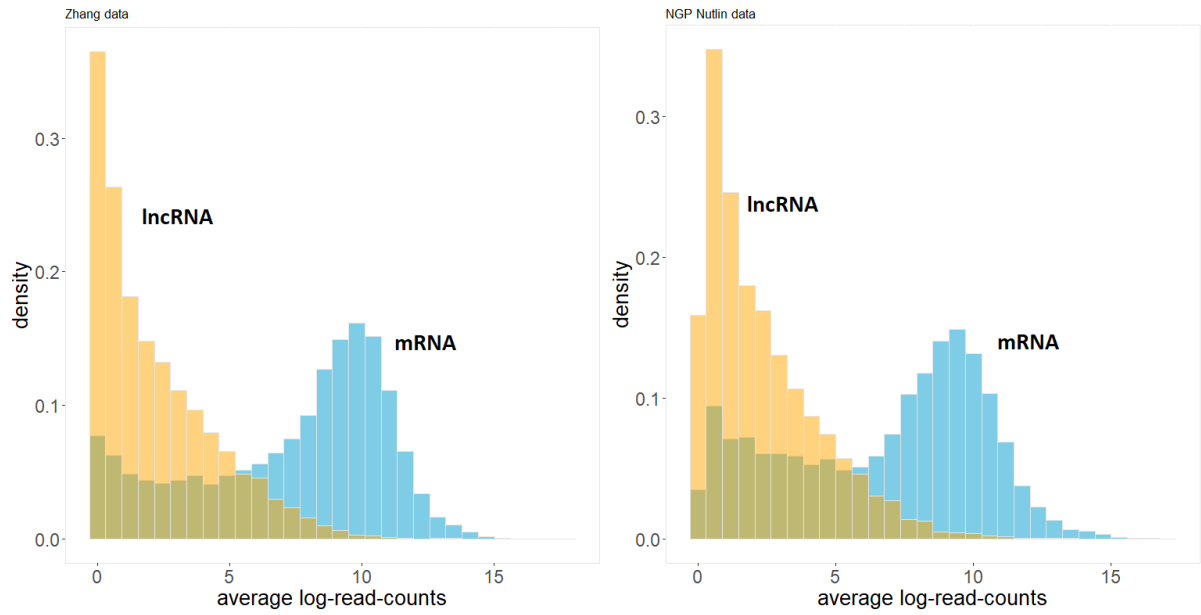 Zhang data
0.3
0.2
0.1
0.0
density
lncRNA
mRNA
0
5
10
15
average log-read-counts
NGP Nutlin data
0.3
0.2
0.1
0.0
density
lncRNA
mRNA
0
5
10
15
average log-read-counts